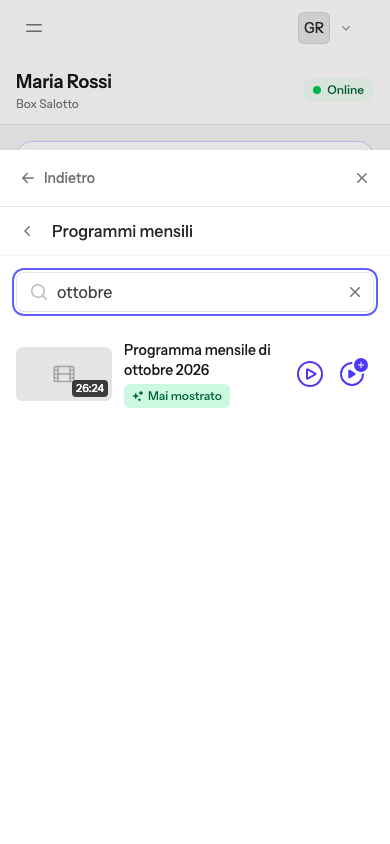 GR
Maria Rossi
Box Salotto
Online
Indietro
Programmi mensili
ottobre
26:24
Programma mensile di
ottobre 2026
Mai mostrato